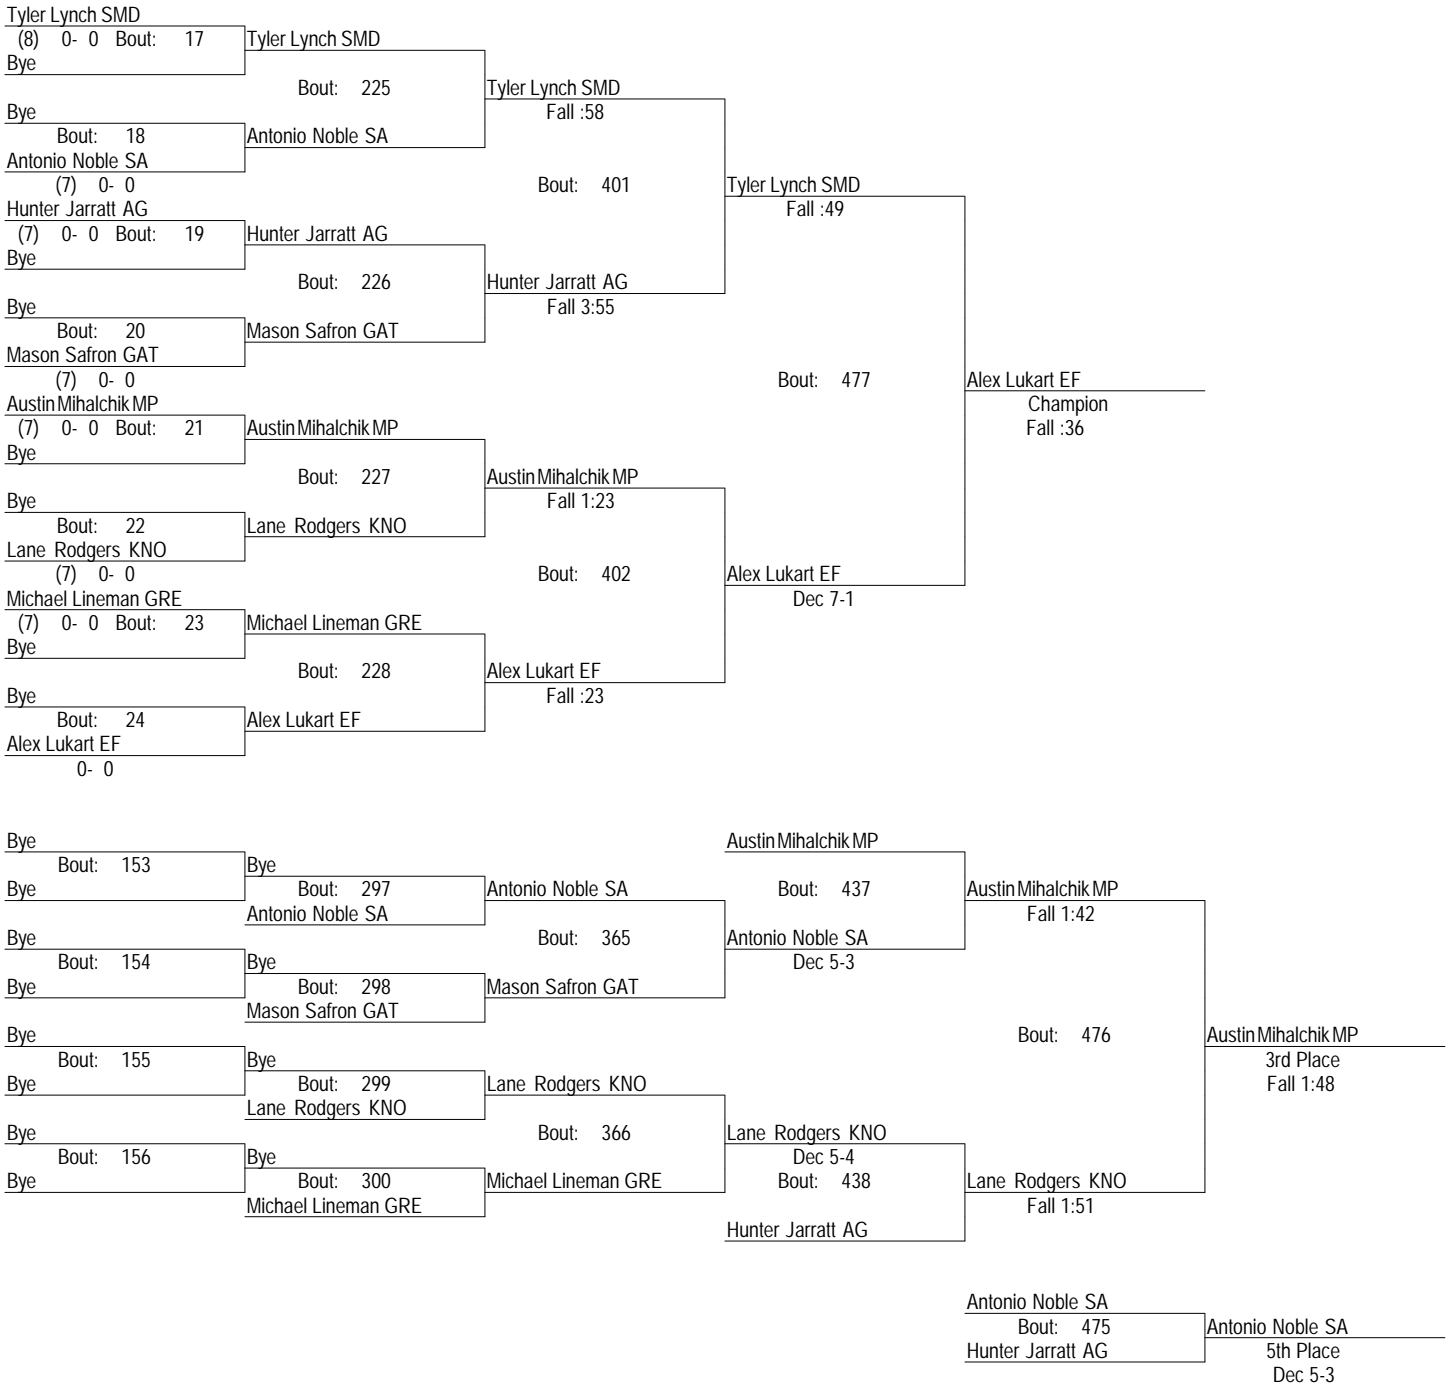 Tyler Lynch SMD
(8) 0- 0 Bout: 17 Tyler Lynch SMD
Bye
Bout: 225 Tyler Lynch SMD
Bye Fall :58
Bout: 18 Antonio Noble SA
Antonio Noble SA
(7) 0- 0 Bout: 401 Tyler Lynch SMD
Hunter Jarratt AG Fall :49
(7) 0- 0 Bout: 19 Hunter Jarratt AG
Bye
Bout: 226 Hunter Jarratt AG
Bye Fall 3:55
Bout: 20 Mason Safron GAT
Mason Safron GAT
(7) 0- 0 Bout: 477 Alex Lukart EF
Austin Mihalchik MP Champion
(7) 0- 0 Bout: 21 Austin Mihalchik MP Fall :36
Bye
Bout: 227 Austin Mihalchik MP
Bye Fall 1:23
Bout: 22 Lane Rodgers KNO
Lane Rodgers KNO
(7) 0- 0 Bout: 402 Alex Lukart EF
Michael Lineman GRE Dec 7-1
(7) 0- 0 Bout: 23 Michael Lineman GRE
Bye
Bout: 228 Alex Lukart EF
Bye Fall :23
Bout: 24 Alex Lukart EF
Alex Lukart EF
0- 0
Bye Austin Mihalchik MP
Bout: 153 Bye
Bye Bout: 297 Antonio Noble SA Bout: 437 Austin Mihalchik MP
Antonio Noble SA Fall 1:42
Bye Bout: 365 Antonio Noble SA
Bout: 154 Bye Dec 5-3
Bye Bout: 298 Mason Safron GAT
Mason Safron GAT
Bye Bout: 476 Austin Mihalchik MP
Bout: 155 Bye 3rd Place
Bye Bout: 299 Lane Rodgers KNO Fall 1:48
Lane Rodgers KNO
Bye Bout: 366 Lane Rodgers KNO
Bout: 156 Bye Dec 5-4
Bye Bout: 300 Michael Lineman GRE Bout: 438 Lane Rodgers KNO
Michael Lineman GRE Fall 1:51
Hunter Jarratt AG
Antonio Noble SA
Bout: 475 Antonio Noble SA
Hunter Jarratt AG 5th Place
Dec 5-3